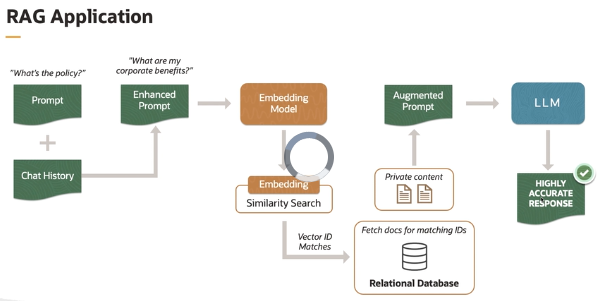 RAG Application
"What's the policy?"
Prompt
Chat History
"What are my
corporate benefits?"
Enhanced
Prompt
Embedding
Model
Embedding
Similarity Search
Vector ID
Matches
Fetch docs for matching IDs
Relational Database
Private content
Augmented
Prompt
LLM
HIGHLY
ACCURATE
RESPONSE